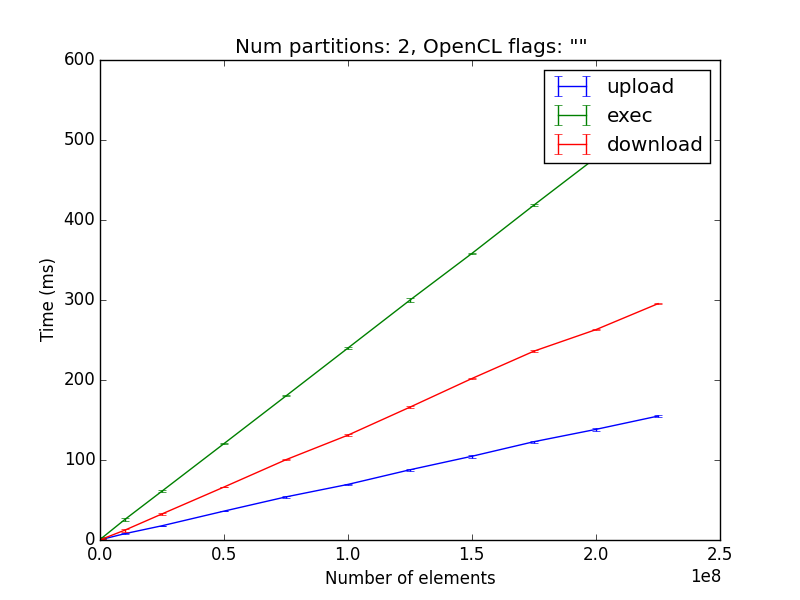 Num partitions: 2, OpenCL flags: ""
600
500
400
300
200
100
0
Time (ms)
upload
exec
download
0.0 0.5 1.0 1.5 2.0 2.5
1e8
Number of elements